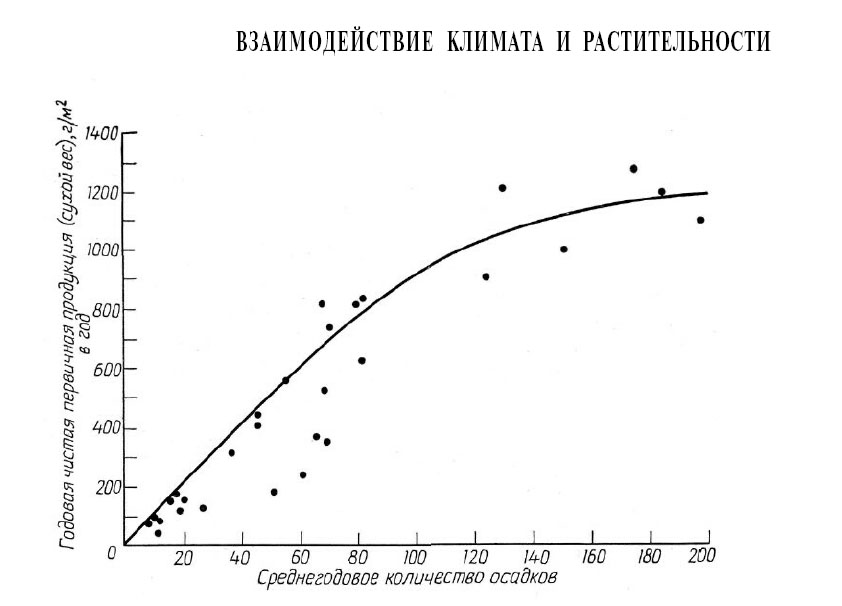 ВЗАИМОДЕЙСТВИЕ КЛИМАТА И РАСТИТЕЛЬНОСТИ
Годовая чистая первичная продукция (сухой вес), г/м²
в год
1400
1200
1000
800
600
400
200
0
20 40 60 80 100 120 140 160 180 200
Среднегодовое количество осадков